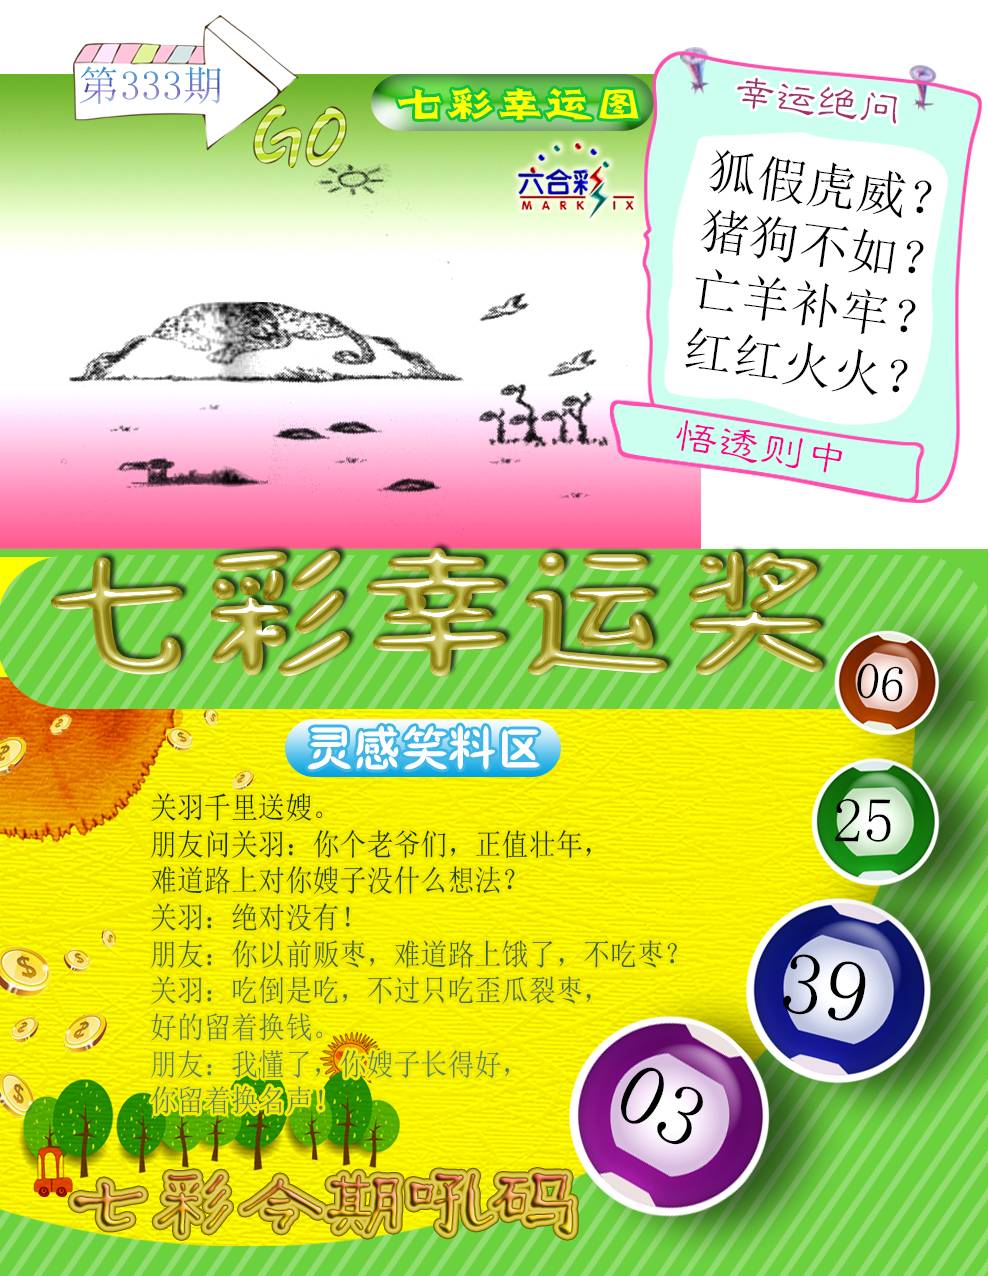 第333期
GO
七彩幸运图
六合彩
MARK SIX
幸运绝问
狐假虎威？
猪狗不如？
亡羊补牢？
红红火火？
悟透则中
七彩幸运奖
06
25
39
03
灵感笑料区
关羽千里送嫂。
朋友问关羽：你个老爷们，正值壮年，
难道路上对你嫂子没什么想法？
关羽：绝对没有！
朋友：你以前贩枣，难道路上饿了，不吃枣？
关羽：吃倒是吃，不过只吃歪瓜裂枣，
好的留着换钱。
朋友：我懂了，你嫂子长得好，
你留着换名声！
七彩今期吼码